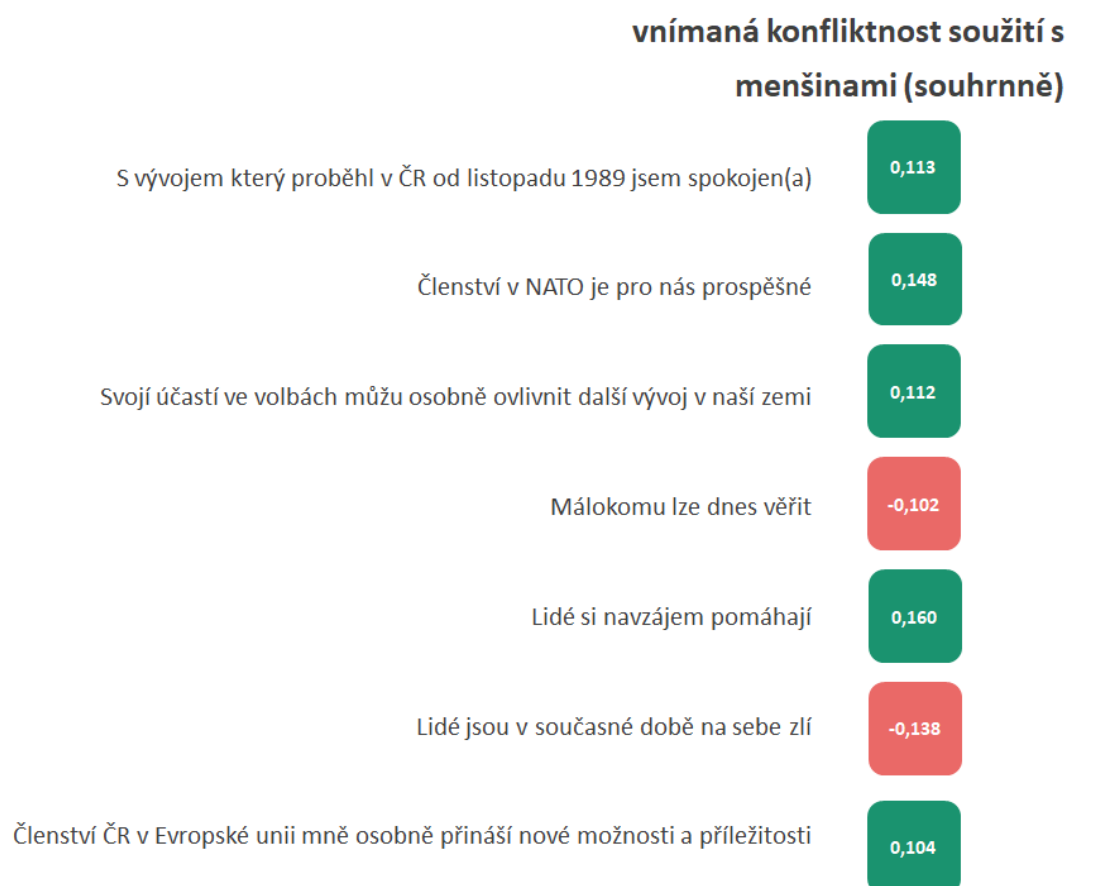 vnímaná konfliktnost soužití s
menšinami (souhrnně)
S vývojem který proběhl v ČR od listopadu 1989 jsem spokojen(a)
0,113
Členství v NATO je pro nás prospěšné
0,148
Svojí účastí ve volbách můžu osobně ovlivnit další vývoj v naší zemi
0,112
Málokomu lze dnes věřit
-0,102
Lidé si navzájem pomáhají
0,160
Lidé jsou v současné době na sebe zlí
-0,138
Členství ČR v Evropské unii mně osobně přináší nové možnosti a příležitosti
0,104